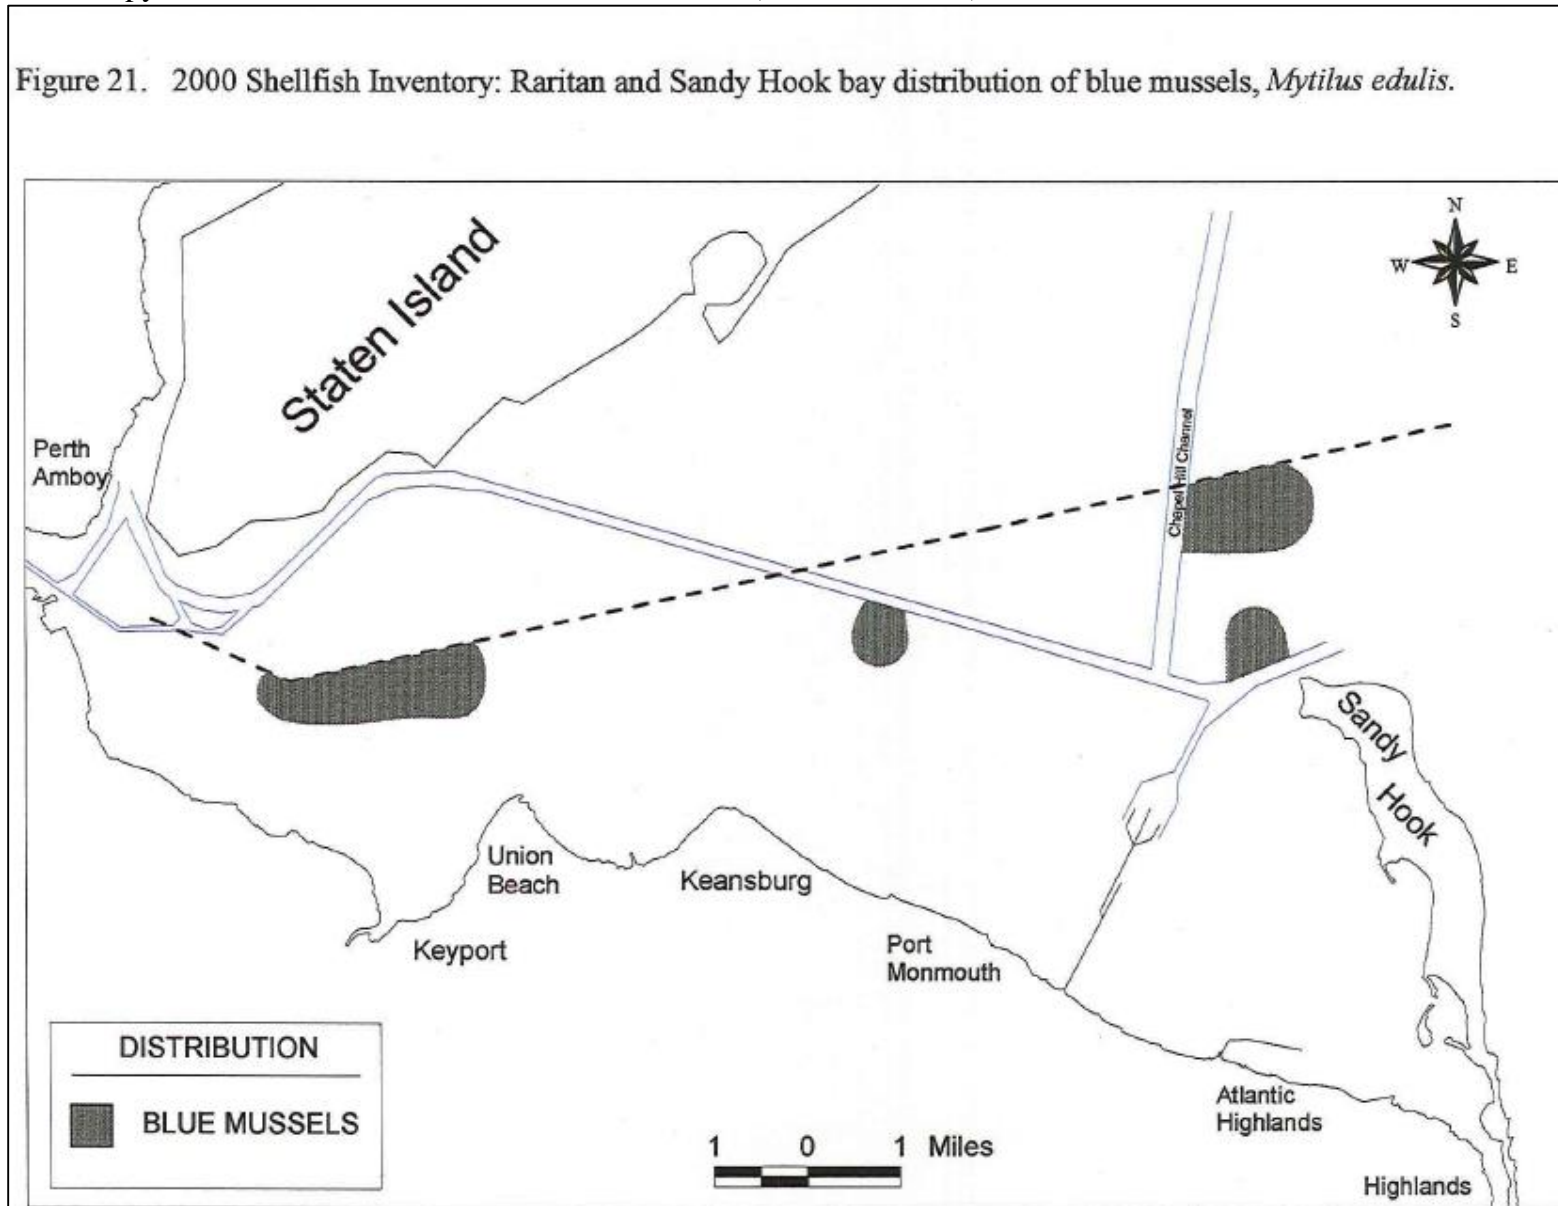 Figure 21. 2000 Shellfish Inventory: Raritan and Sandy Hook bay distribution of blue mussels, Mytilus edulis.
N
W E
S
Staten Island
Perth
Amboy
Chapel Hill Channel
Sandy
Hook
Union
Beach
Keansburg
Keyport
Port
Monmouth
Atlantic
Highlands
Highlands
DISTRIBUTION
BLUE MUSSELS
1 0 1 Miles